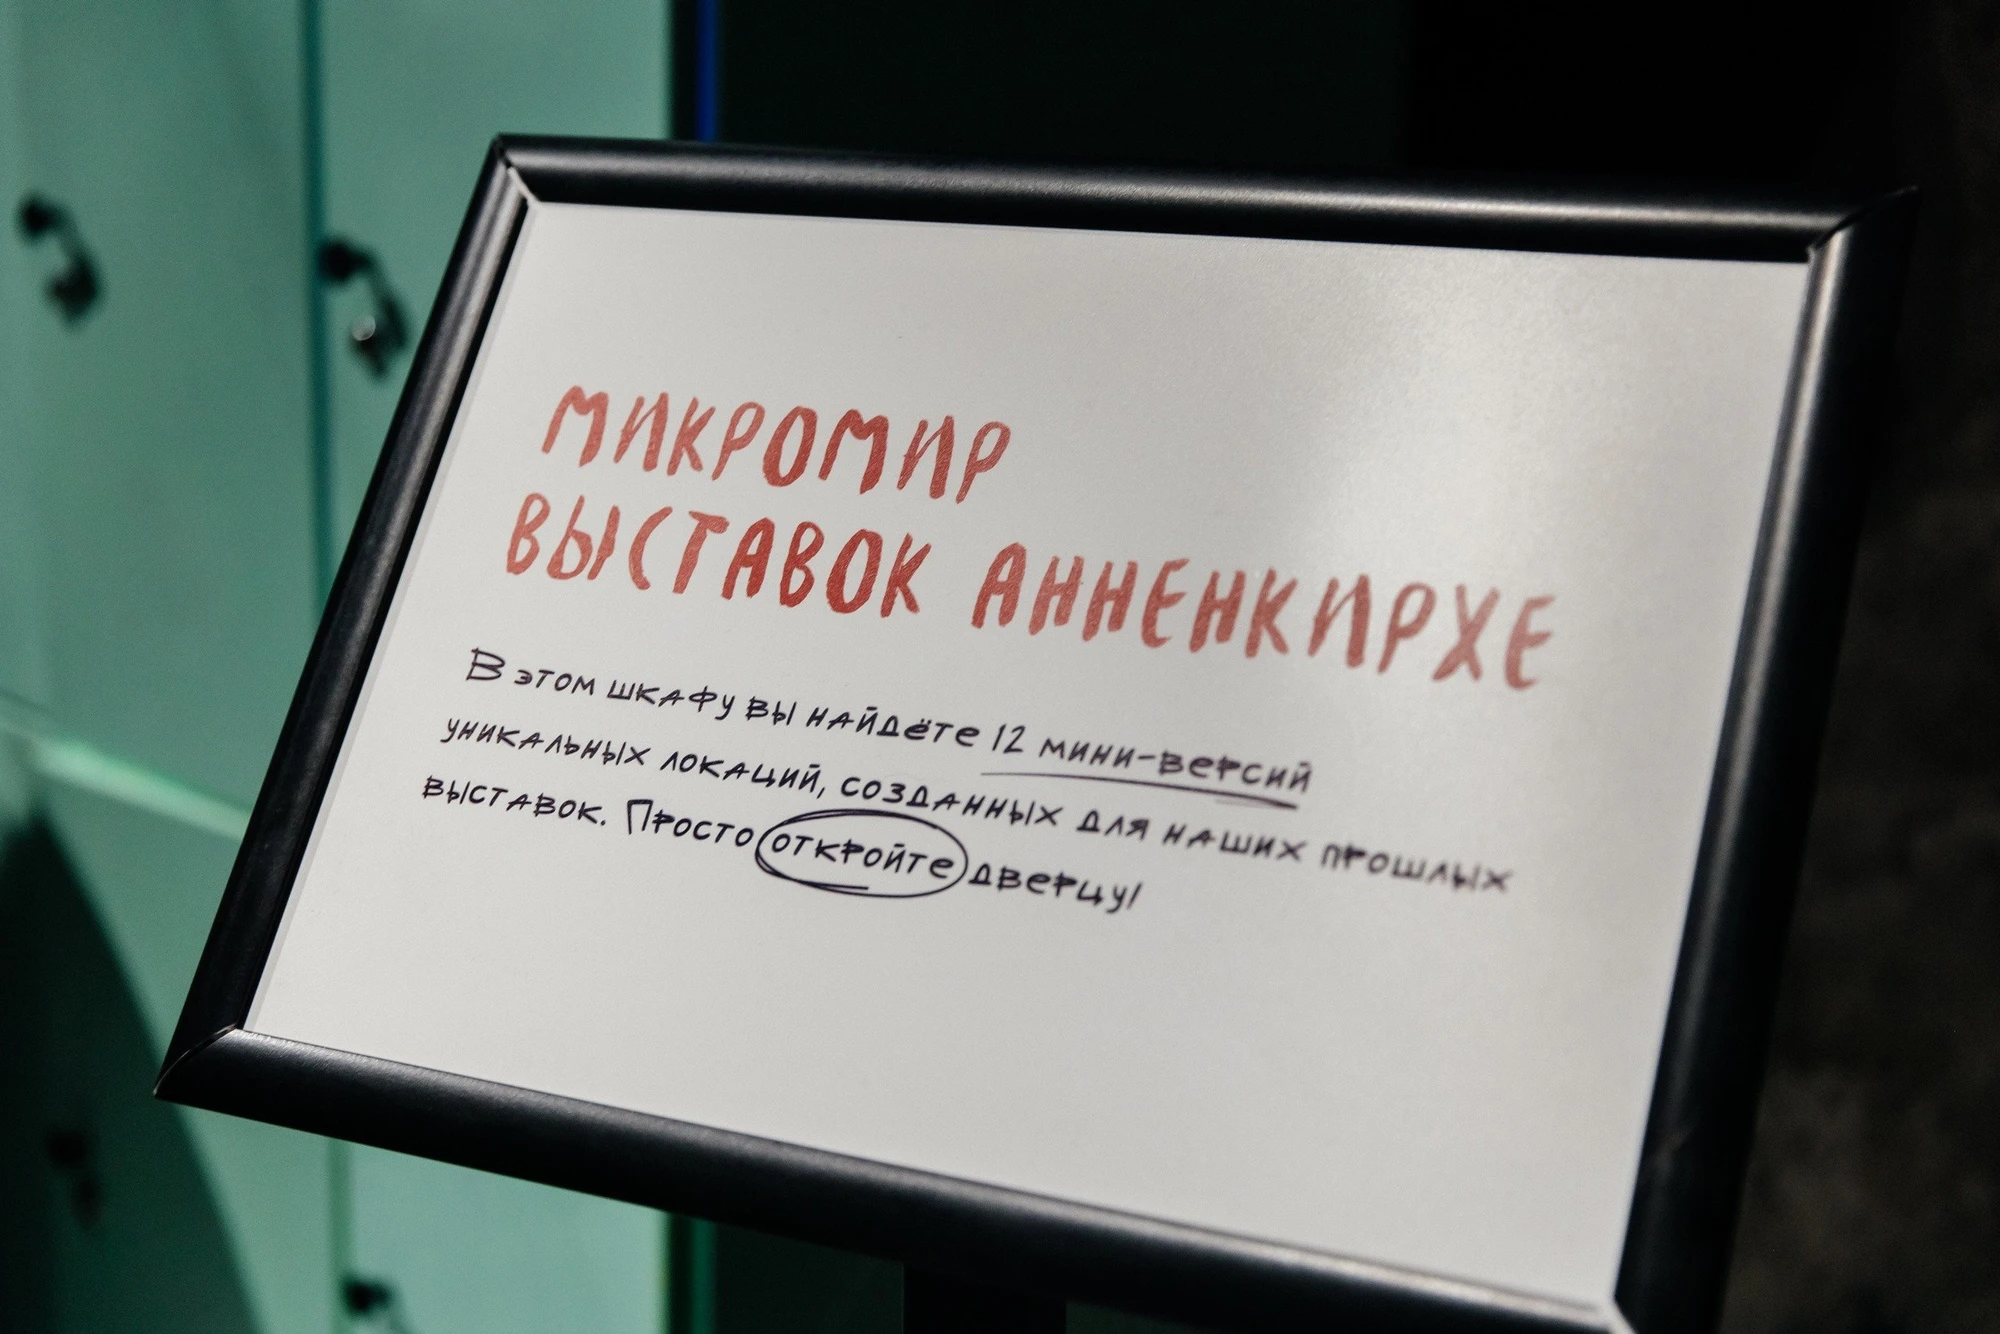 МИКРОМИР
ВЫСТАВОК АННЕНКИРХЕ
В этом шкафу вы найдёте 12 мини-версий
уникальных локаций, созданных для наших прошлых
выставок. Просто откройте дверцу!